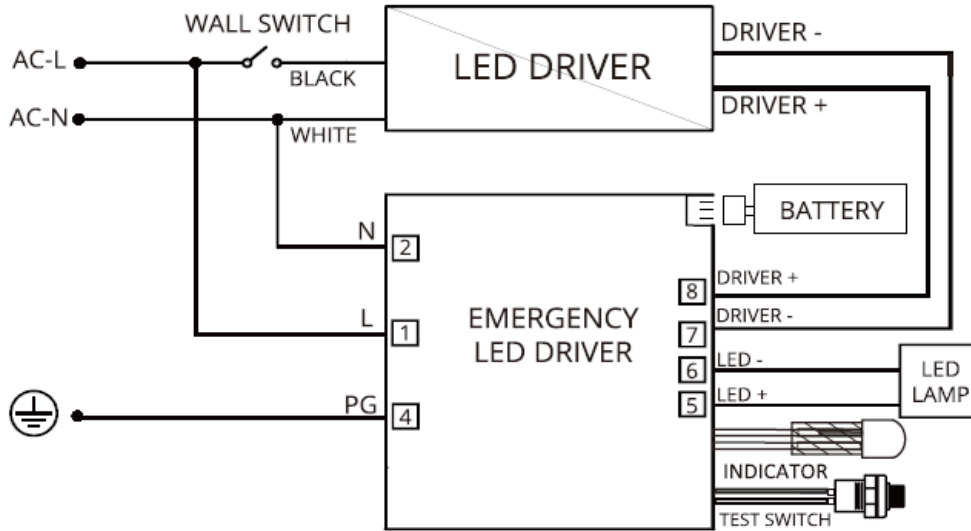 WALL SWITCH
AC-L
BLACK
AC-N
WHITE
LED DRIVER
DRIVER -
DRIVER +
BATTERY
N
2
L
1
PG
4
EMERGENCY
LED DRIVER
8
DRIVER +
7
DRIVER -
6
LED -
5
LED +
LED
LAMP
INDICATOR
TEST SWITCH